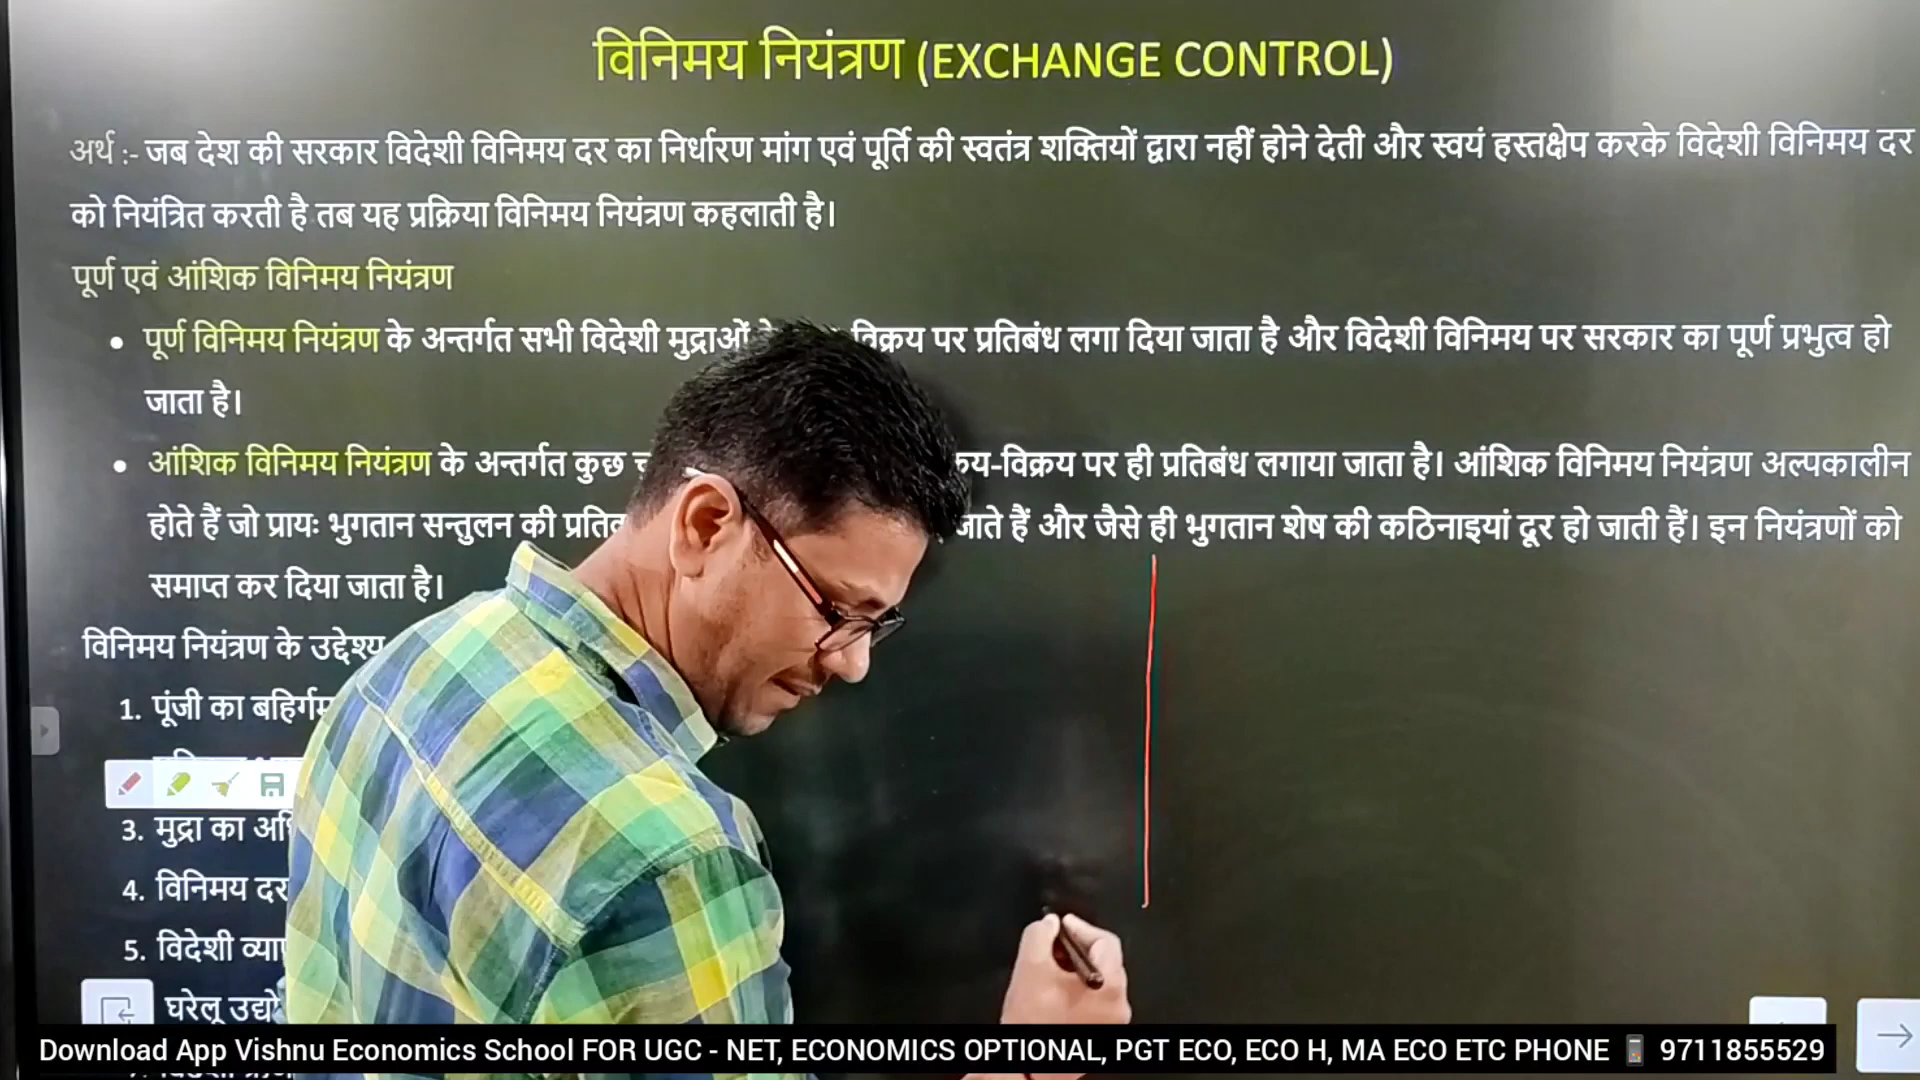 विनिमय नियंत्रण (EXCHANGE CONTROL)
अर्थ :- जब देश की सरकार विदेशी विनिमय दर का निर्धारण मांग एवं पूर्ति की स्वतंत्र शक्तियों द्वारा नहीं होने देती और स्वयं हस्तक्षेप करके विदेशी विनिमय दर
को नियंत्रित करती है तब यह प्रक्रिया विनिमय नियंत्रण कहलाती है।
पूर्ण एवं आंशिक विनिमय नियंत्रण
• पूर्ण विनिमय नियंत्रण के अन्तर्गत सभी विदेशी मुद्राओं विक्रय पर प्रतिबंध लगा दिया जाता है और विदेशी विनिमय पर सरकार का पूर्ण प्रभुत्व हो
जाता है।
• आंशिक विनिमय नियंत्रण के अन्तर्गत कुछ क्रय-विक्रय पर ही प्रतिबंध लगाया जाता है। आंशिक विनिमय नियंत्रण अल्पकालीन
होते हैं जो प्रायः भुगतान सन्तुलन की जाते हैं और जैसे ही भुगतान शेष की कठिनाइयां दूर हो जाती हैं। इन नियंत्रणों को
समाप्त कर दिया जाता है।
विनिमय नियंत्रण के उद्देश्य
1. पूंजी का
3. मुद्रा का
4. विनिमय दर
5. विदेशी
घरेलू
Download App Vishnu Economics School FOR UGC - NET, ECONOMICS OPTIONAL, PGT ECO, ECO H, MA ECO ETC PHONE 9711855529